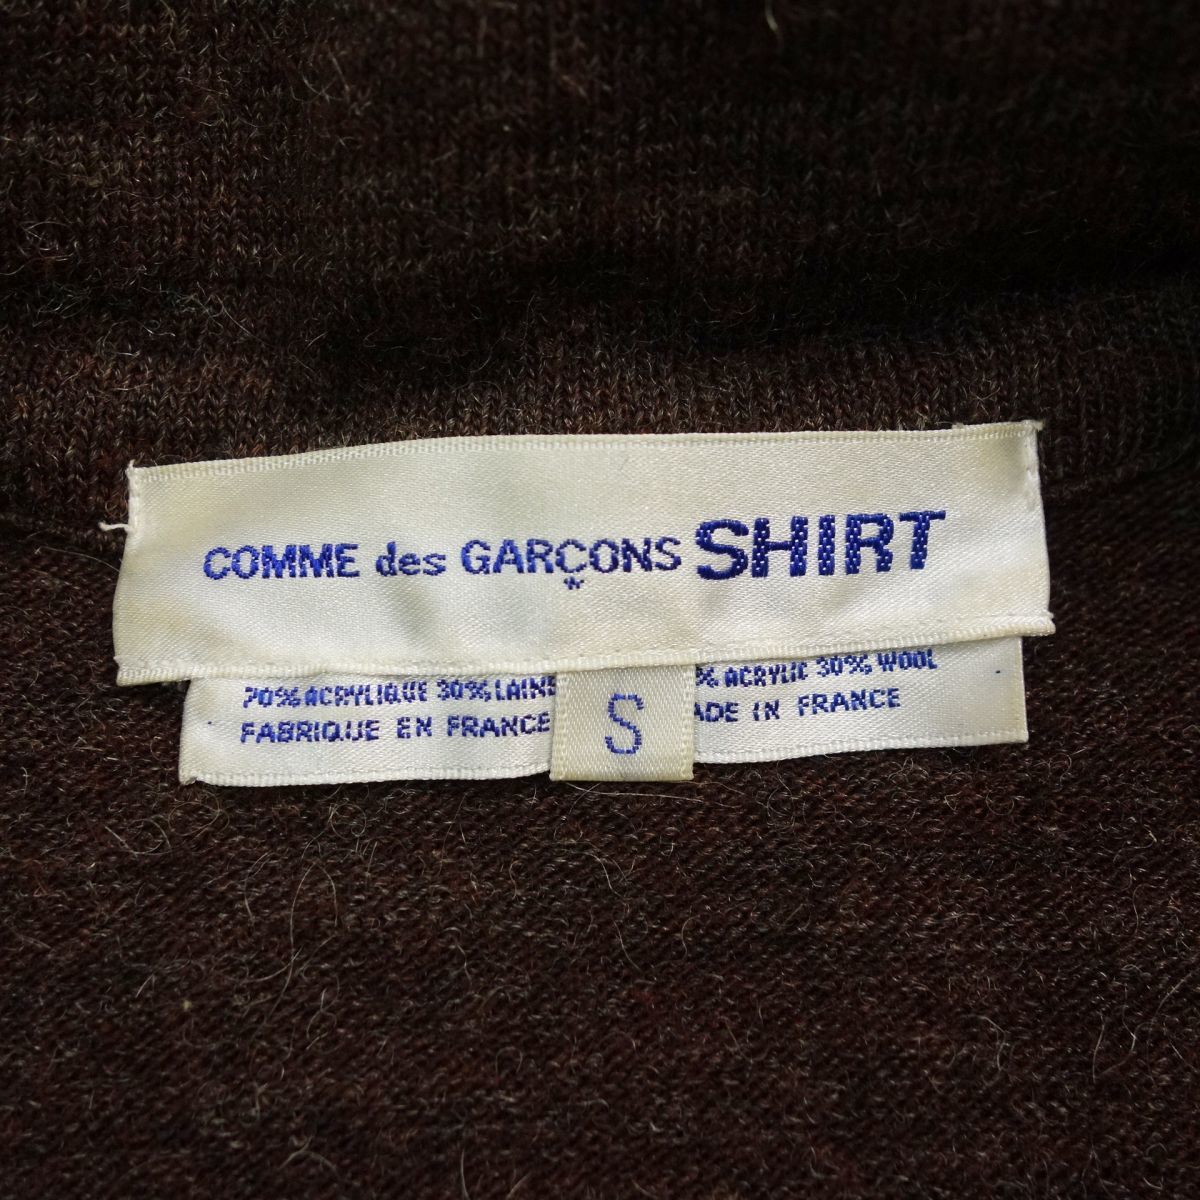 COMME des GARÇONS SHIRT
70% ACRYLIQUE 30% LAINE % ACRYLIC 30% WOOL
FABRIQUE EN FRANCE S ADE IN FRANCE